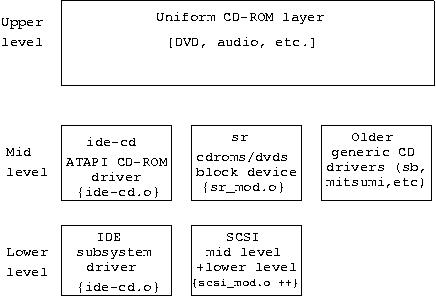 Upper
level
Uniform CD-ROM layer
[DVD, audio, etc.]
Mid
level
ide-cd
ATAPI CD-ROM
driver
{ide-cd.o}
sr
cdroms/dvds
block device
{sr_mod.o}
Older
generic CD
drivers (sb,
mitsumi,etc)
Lower
level
IDE
subsystem
driver
{ide-cd.o}
SCSI
mid level
+lower level
{scsi_mod.o ++}